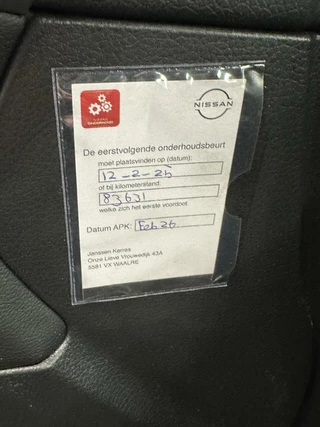 NISSAN
De eerstvolgende onderhoudsbeurt
moet plaatsvinden op (datum):
12-2-26
of bij kilometerstand:
83631
welke zich het eerste voordoet.
Datum APK: Feb 26
Janssen Kerres
Onze Lieve Vrouwedijk 43A
5581 VX WAALRE